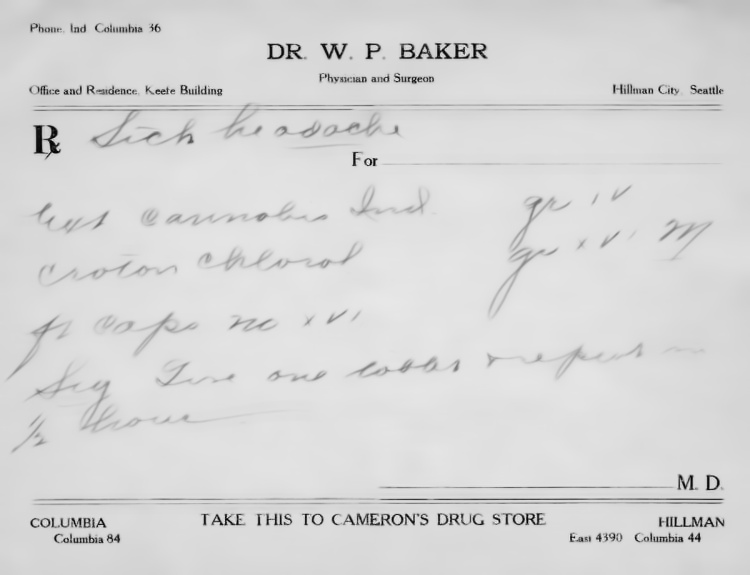 Phone. Ind Columbia 36
DR. W. P. BAKER
Physician and Surgeon
Office and Residence. Keefe Building Hillman City. Seattle
Rx Sick headache
For
Ext Cannabis Ind. gr iv
Croton Chloral gr xvi M
ft caps no xvi
Sig Give one repeat in
1/2 hour
M. D.
TAKE THIS TO CAMERON'S DRUG STORE
COLUMBIA HILLMAN
Columbia 84 East 4390 Columbia 44